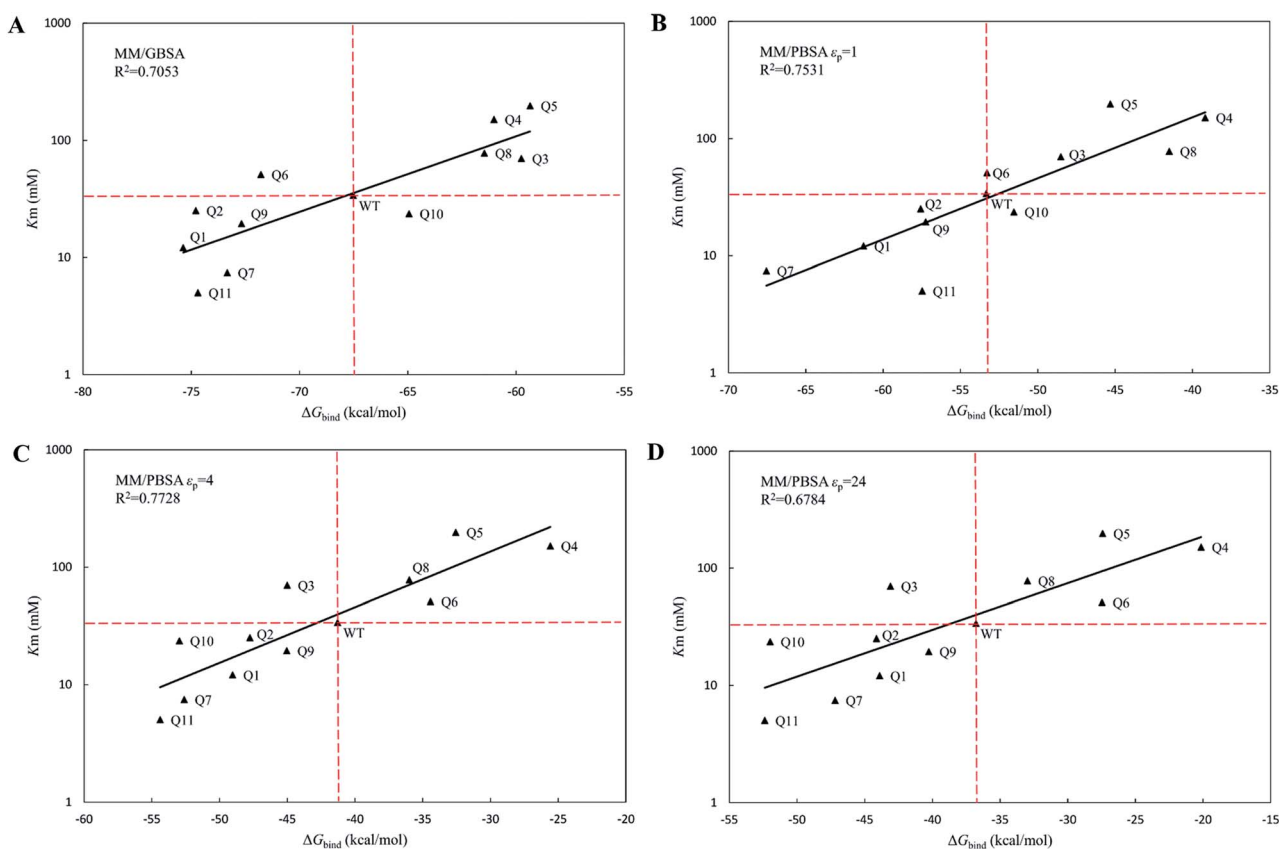 A
MM/GBSA
R²=0.7053
1000
100
10
1
Km (mM)
Q5
Q4
Q8
Q3
Q6
Q2
Q9
WT
Q10
Q1
Q7
Q11
-80
-75
-70
-65
-60
-55
ΔGbind (kcal/mol)
B
MM/PBSA εp=1
R²=0.7531
1000
100
10
1
Km (mM)
Q5
Q4
Q3
Q8
Q6
Q2
WT
Q10
Q9
Q1
Q7
Q11
-70
-65
-60
-55
-50
-45
-40
-35
ΔGbind (kcal/mol)
C
MM/PBSA εp=4
R²=0.7728
1000
100
10
1
Km (mM)
Q5
Q4
Q8
Q3
Q6
WT
Q10
Q2
Q9
Q1
Q7
Q11
-60
-55
-50
-45
-40
-35
-30
-25
-20
ΔGbind (kcal/mol)
D
MM/PBSA εp=24
R²=0.6784
1000
100
10
1
Km (mM)
Q5
Q4
Q8
Q3
Q6
WT
Q10
Q2
Q9
Q1
Q7
Q11
-55
-50
-45
-40
-35
-30
-25
-20
-15
ΔGbind (kcal/mol)